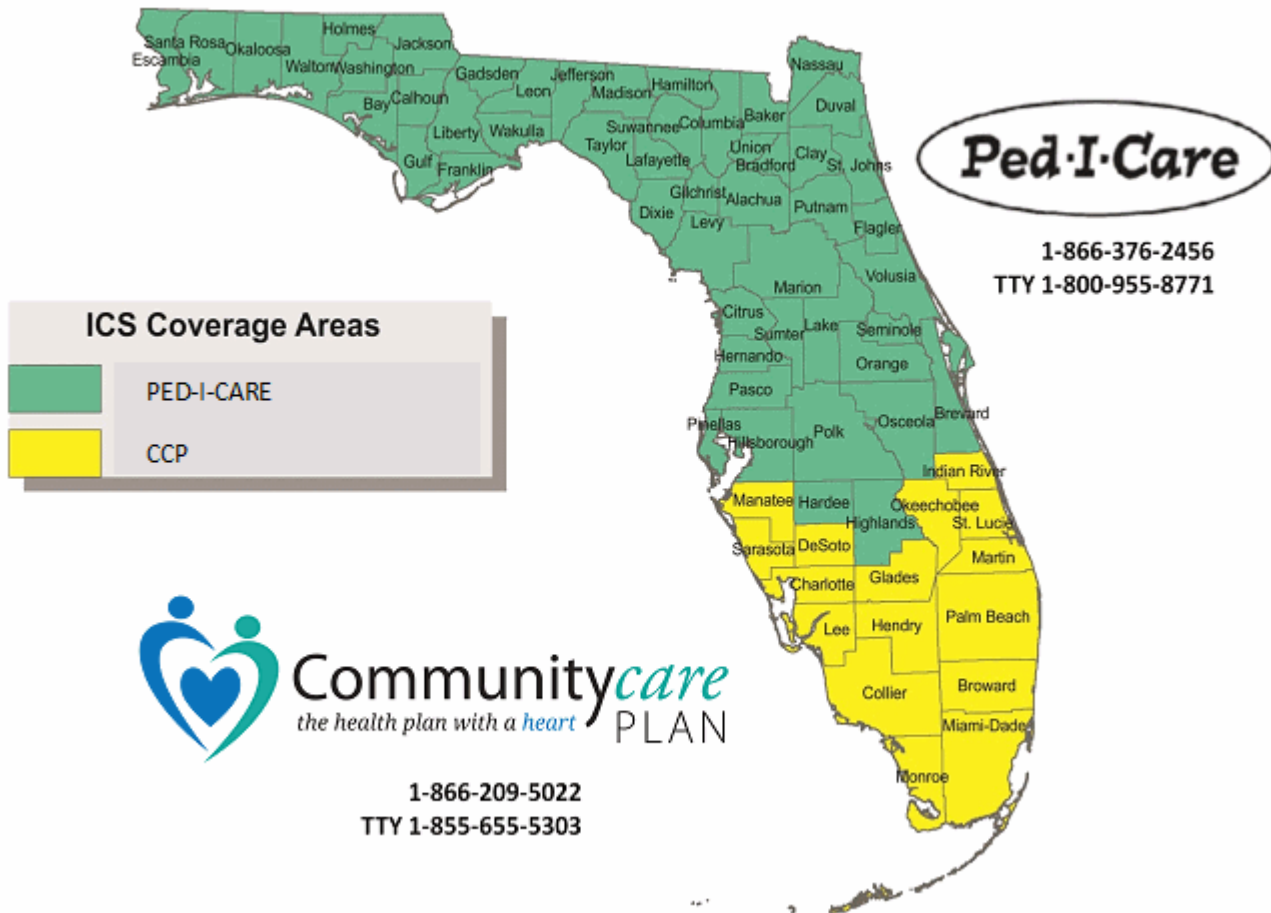 Holmes
Santa Rosa
Okaloosa
Jackson
Escambia
Walton
Washington
Gadsden
Jefferson
Hamilton
Nassau
Leon
Madison
Bay
Calhoun
Duval
Liberty
Wakulla
Suwannee
Columbia
Baker
Taylor
Union
Lafayette
Bradford
Clay
St. Johns
Gulf
Franklin
Gilchrist
Alachua
Putnam
Dixie
Levy
Flagler
Volusia
Marion
Citrus
Sumter
Lake
Seminole
Hernando
Orange
Pasco
Pinellas
Hillsborough
Polk
Osceola
Brevard
Indian River
Manatee
Hardee
Okeechobee
Highlands
St. Lucie
Sarasota
DeSoto
Martin
Charlotte
Glades
Lee
Hendry
Palm Beach
Collier
Broward
Miami-Dade
Monroe
Ped·I·Care
1-866-376-2456
TTY 1-800-955-8771
ICS Coverage Areas
PED-I-CARE
CCP
Communitycare
the health plan with a heart
PLAN
1-866-209-5022
TTY 1-855-655-5303